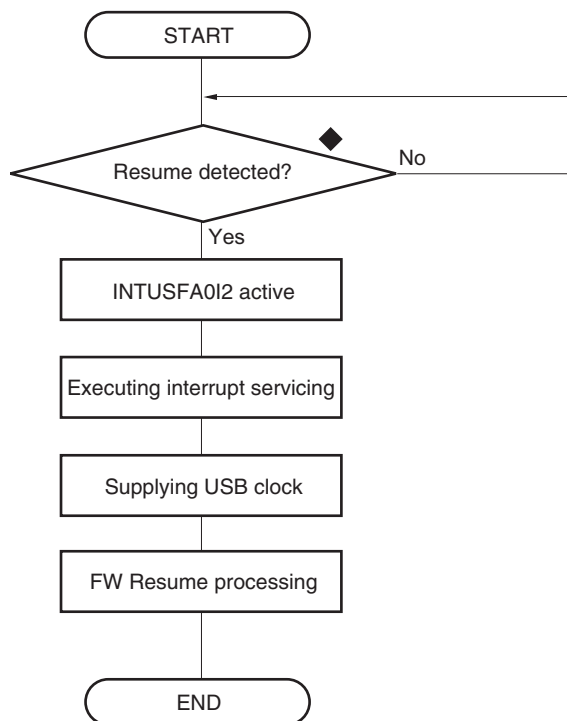 START
Resume detected?
No
Yes
INTUSFA0I2 active
Executing interrupt servicing
Supplying USB clock
FW Resume processing
END